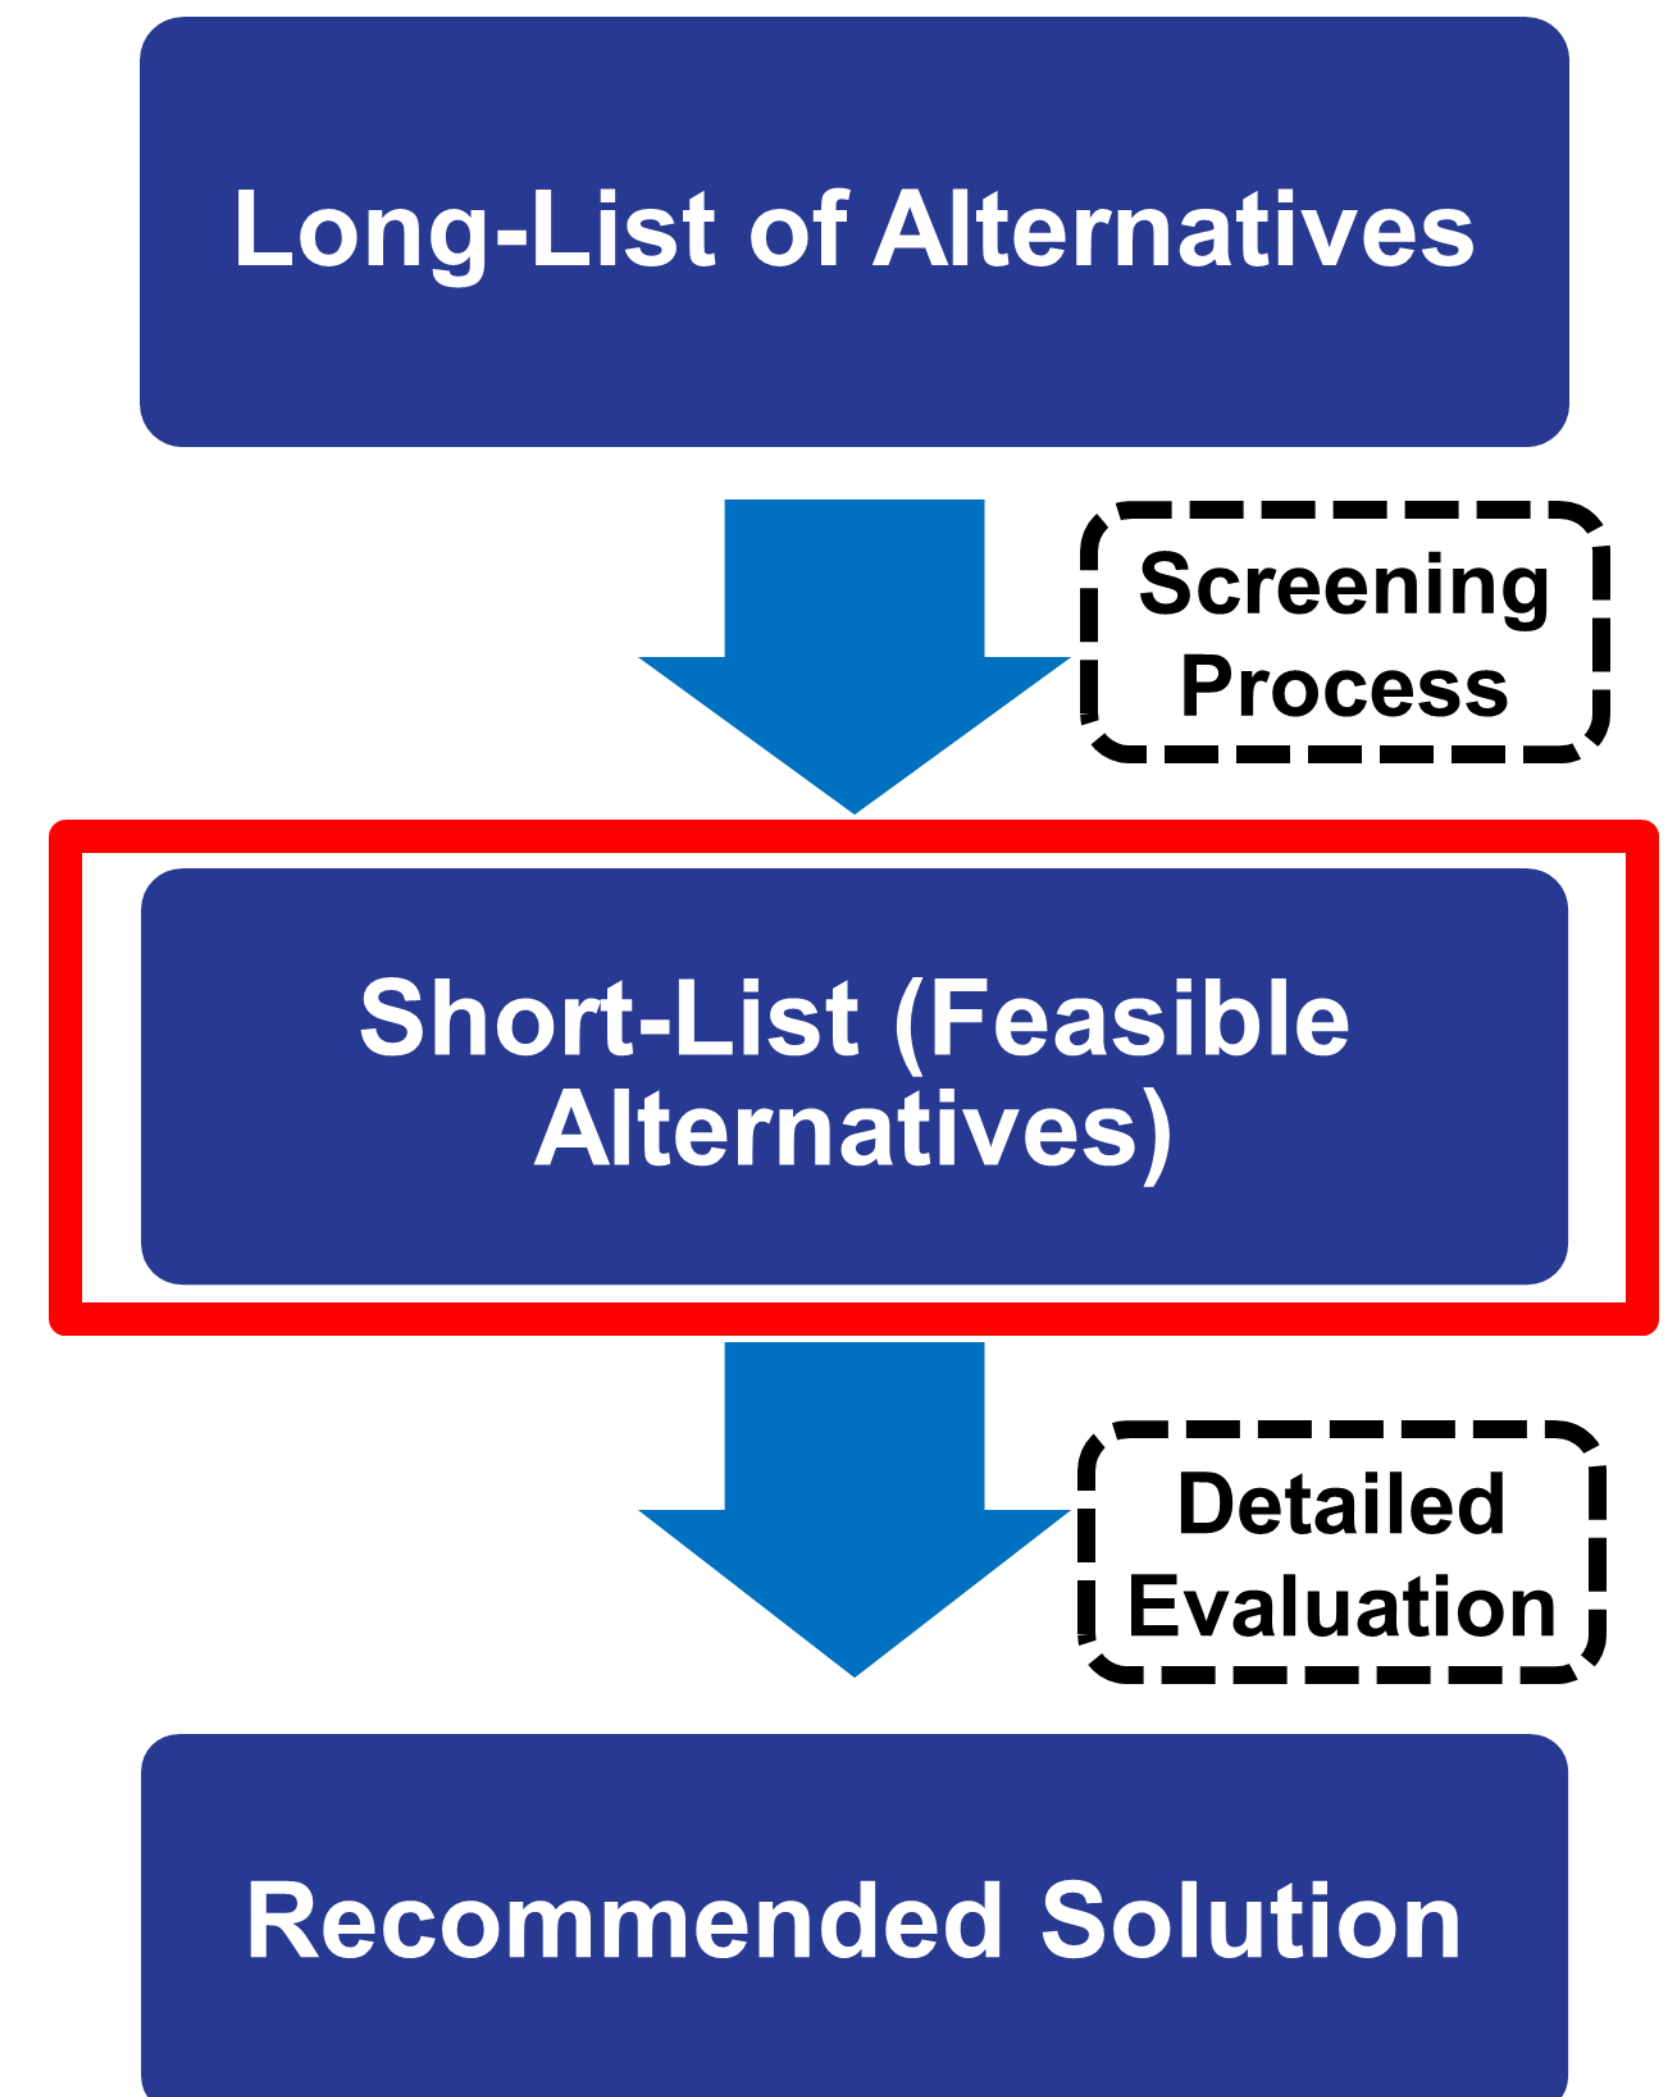 Long-List of Alternatives
Screening
Process
Short-List (Feasible
Alternatives)
Detailed
Evaluation
Recommended Solution